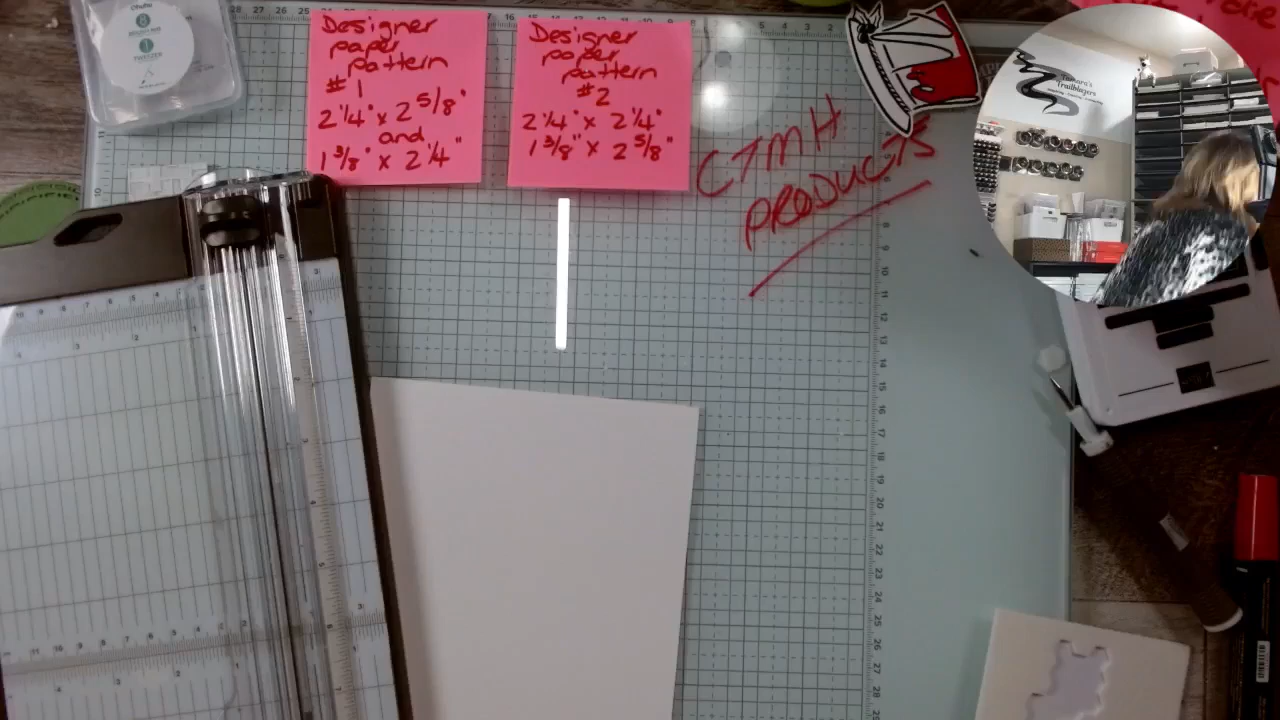 Designer
paper
pattern
#1
2 1/4" x 2 5/8"
and
1 3/8" x 2 1/4"
Designer
paper
pattern
#2
2 1/4" x 2 1/4"
1 3/8" x 2 5/8"
CTMH
PRODUCTS
Trailblazers